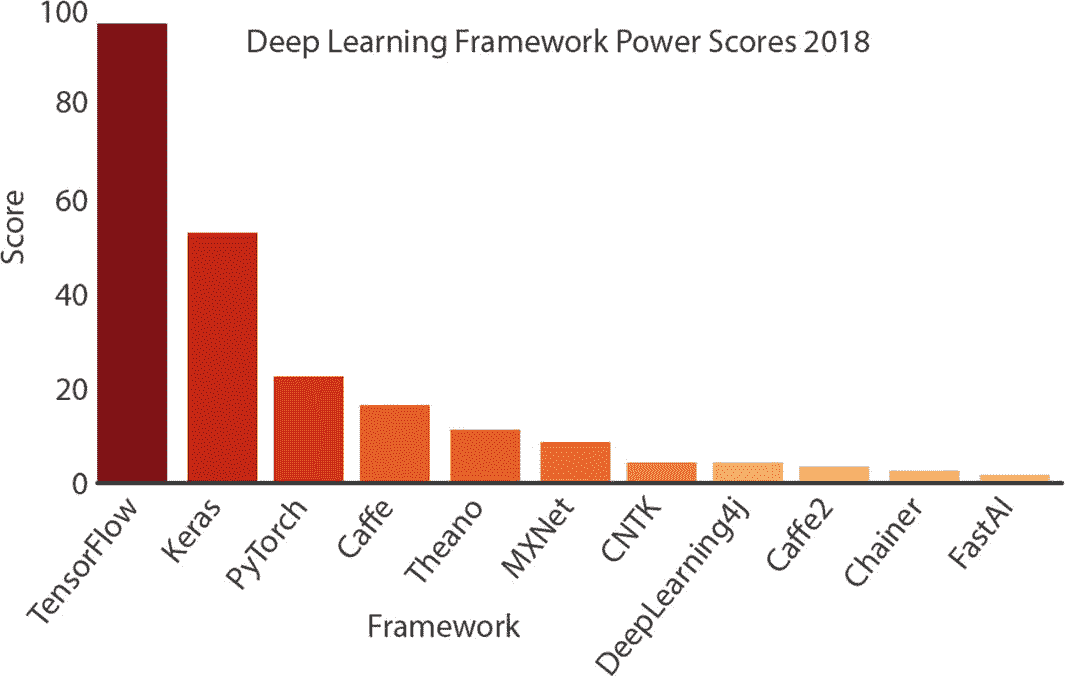 Deep Learning Framework Power Scores 2018
Score
100
80
60
40
20
0
TensorFlow
Keras
PyTorch
Caffe
Theano
MXNet
CNTK
DeepLearning4j
Caffe2
Chainer
FastAI
Framework